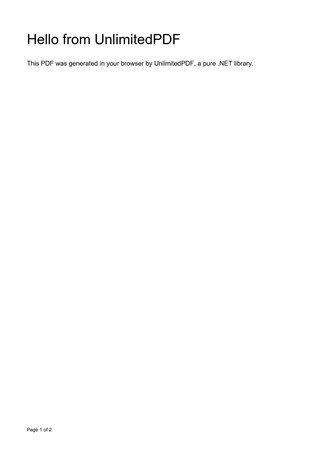 Hello from UnlimitedPDF
This PDF was generated in your browser by UnlimitedPDF, a pure .NET library.
Page 1 of 2